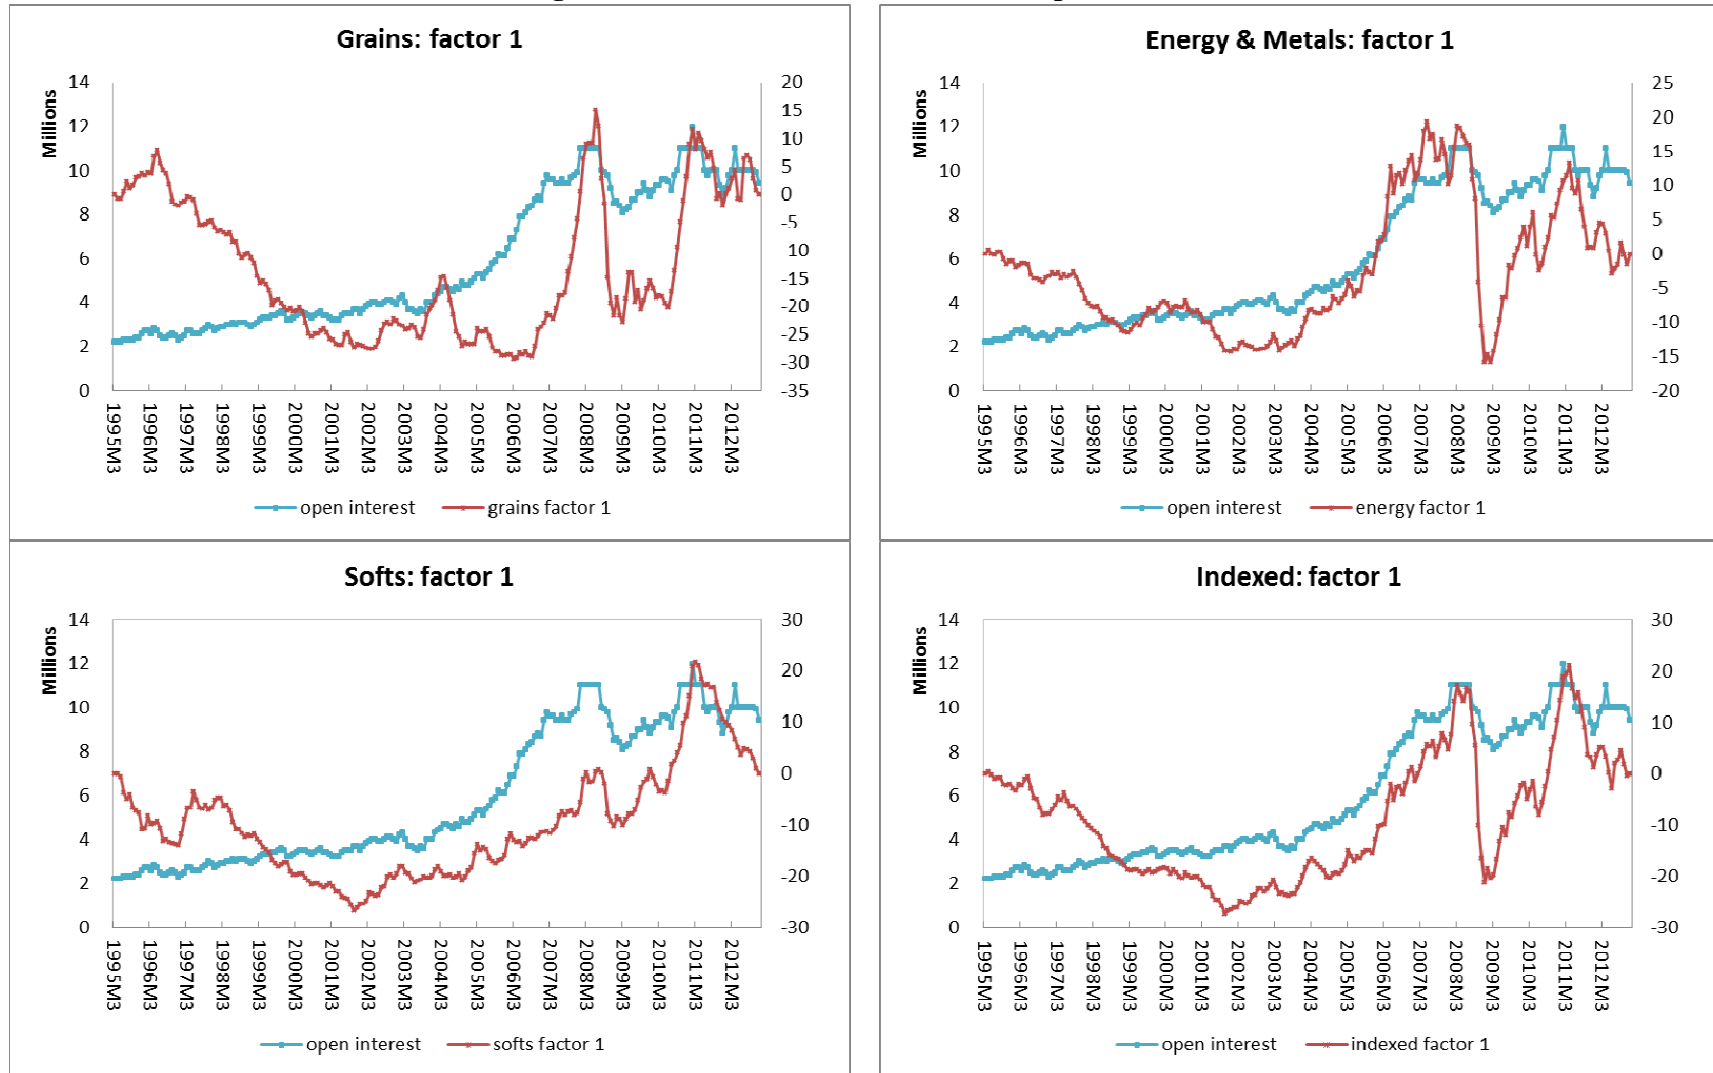 Grains: factor 1
Millions
14
12
10
8
6
4
2
0
20
15
10
5
0
-5
-10
-15
-20
-25
-30
-35
1995M3
1996M3
1997M3
1998M3
1999M3
2000M3
2001M3
2002M3
2003M3
2004M3
2005M3
2006M3
2007M3
2008M3
2009M3
2010M3
2011M3
2012M3
open interest grains factor 1
Energy & Metals: factor 1
Millions
14
12
10
8
6
4
2
0
25
20
15
10
5
0
-5
-10
-15
-20
1995M3
1996M3
1997M3
1998M3
1999M3
2000M3
2001M3
2002M3
2003M3
2004M3
2005M3
2006M3
2007M3
2008M3
2009M3
2010M3
2011M3
2012M3
open interest energy factor 1
Softs: factor 1
Millions
14
12
10
8
6
4
2
0
30
20
10
0
-10
-20
-30
1995M3
1996M3
1997M3
1998M3
1999M3
2000M3
2001M3
2002M3
2003M3
2004M3
2005M3
2006M3
2007M3
2008M3
2009M3
2010M3
2011M3
2012M3
open interest softs factor 1
Indexed: factor 1
Millions
14
12
10
8
6
4
2
0
30
20
10
0
-10
-20
-30
1995M3
1996M3
1997M3
1998M3
1999M3
2000M3
2001M3
2002M3
2003M3
2004M3
2005M3
2006M3
2007M3
2008M3
2009M3
2010M3
2011M3
2012M3
open interest indexed factor 1